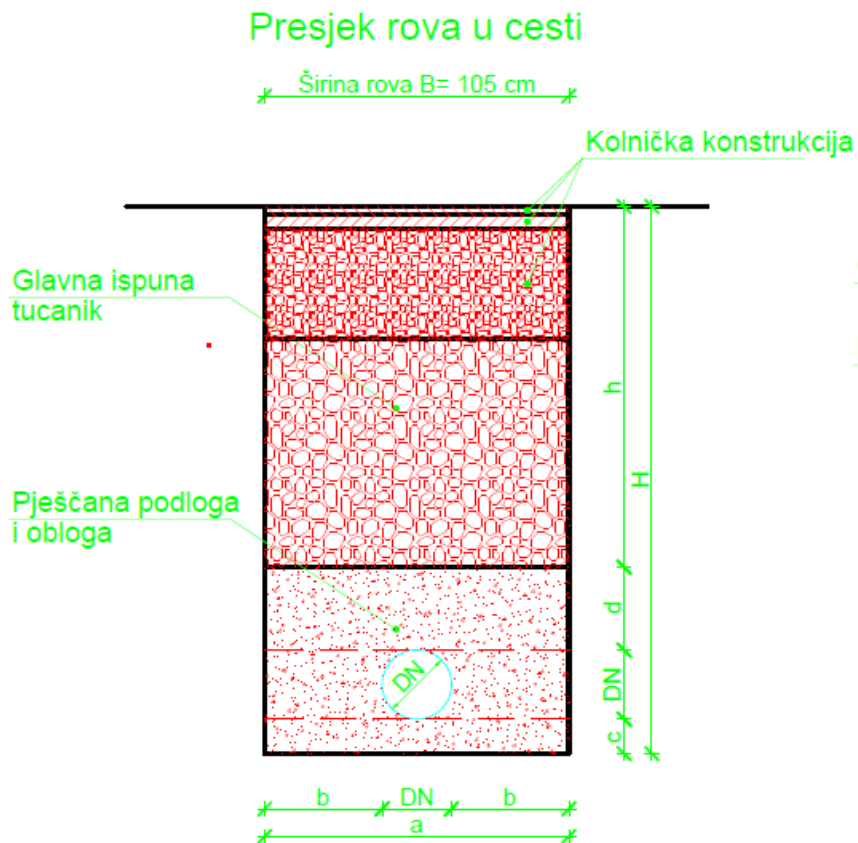 Presjek rova u cesti
Širina rova B= 105 cm
Kolnička konstrukcija
Glavna ispuna
tucanik
h
H
Pješčana podloga
i obloga
d
DN
DN
c
b
DN
b
a